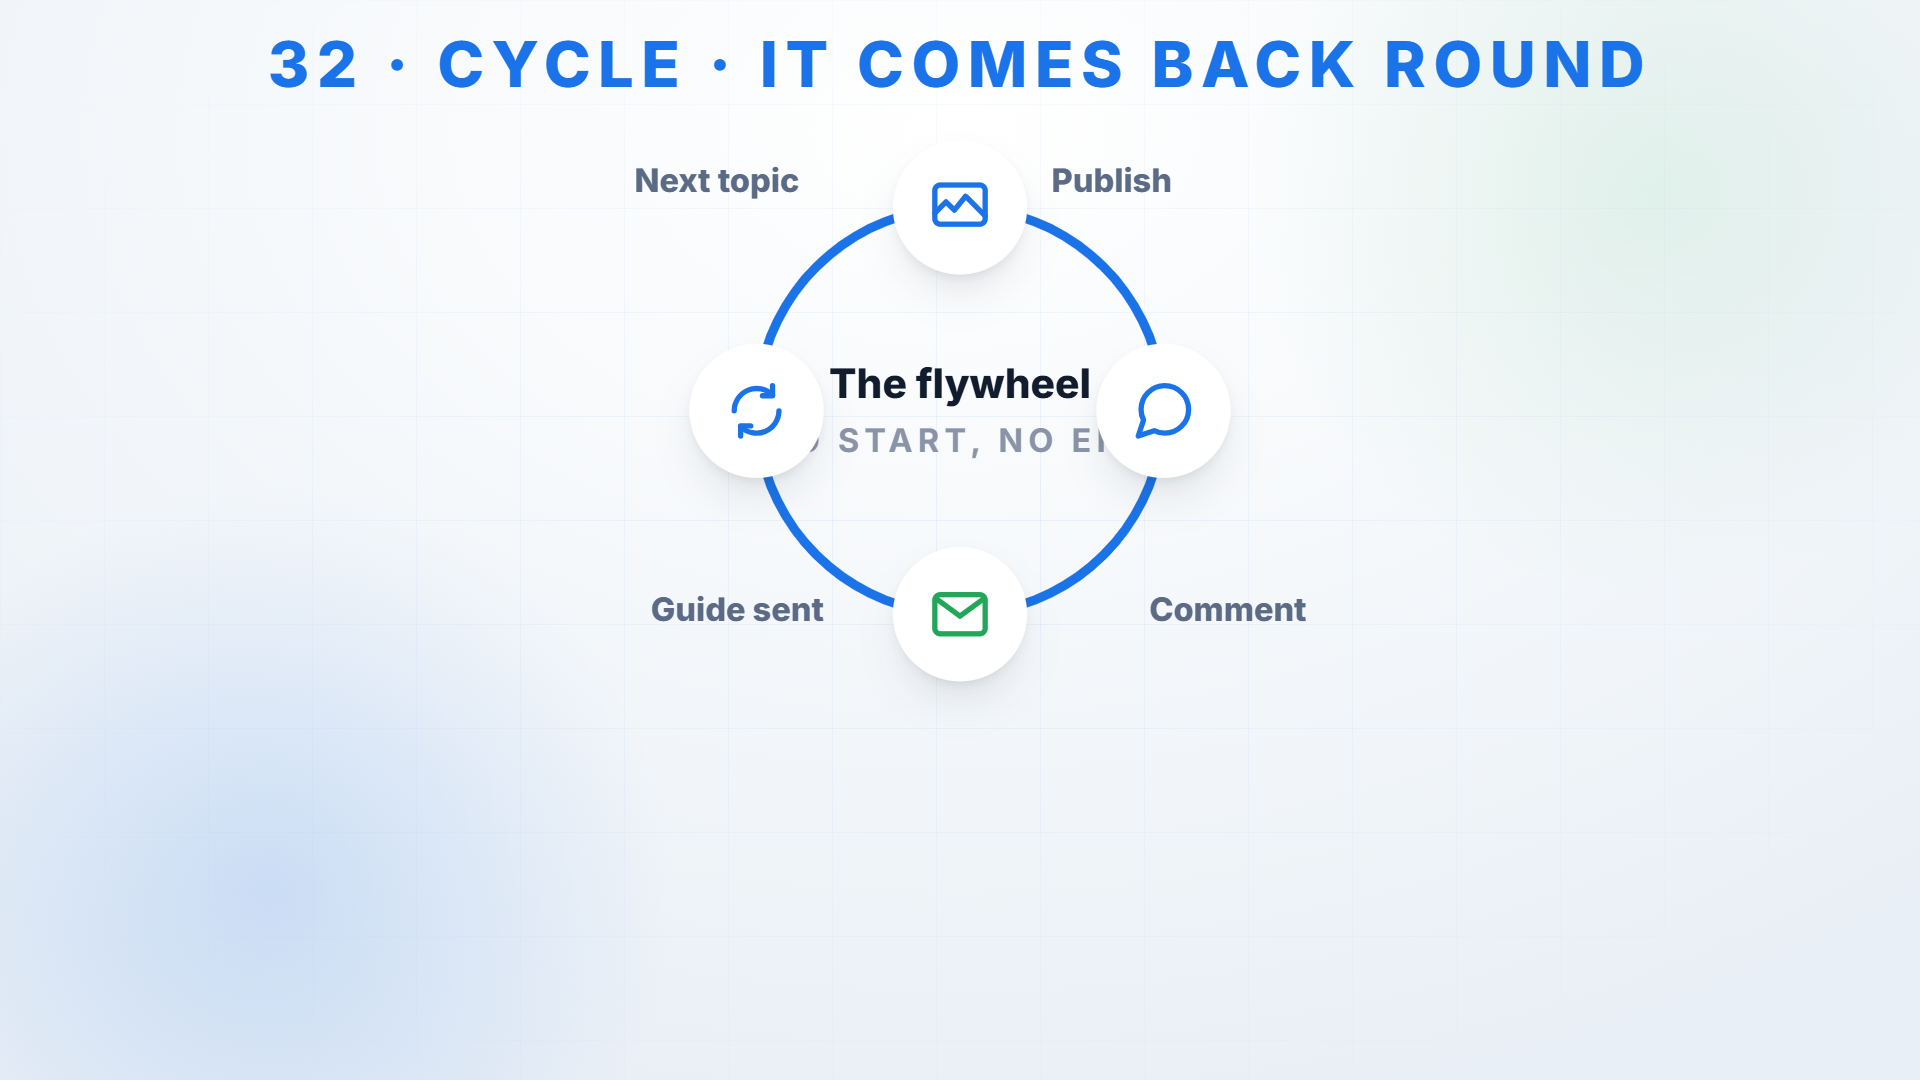 32 · CYCLE · IT COMES BACK ROUND
Next topic
Publish
The flywheel
START, NO
Guide sent
Comment